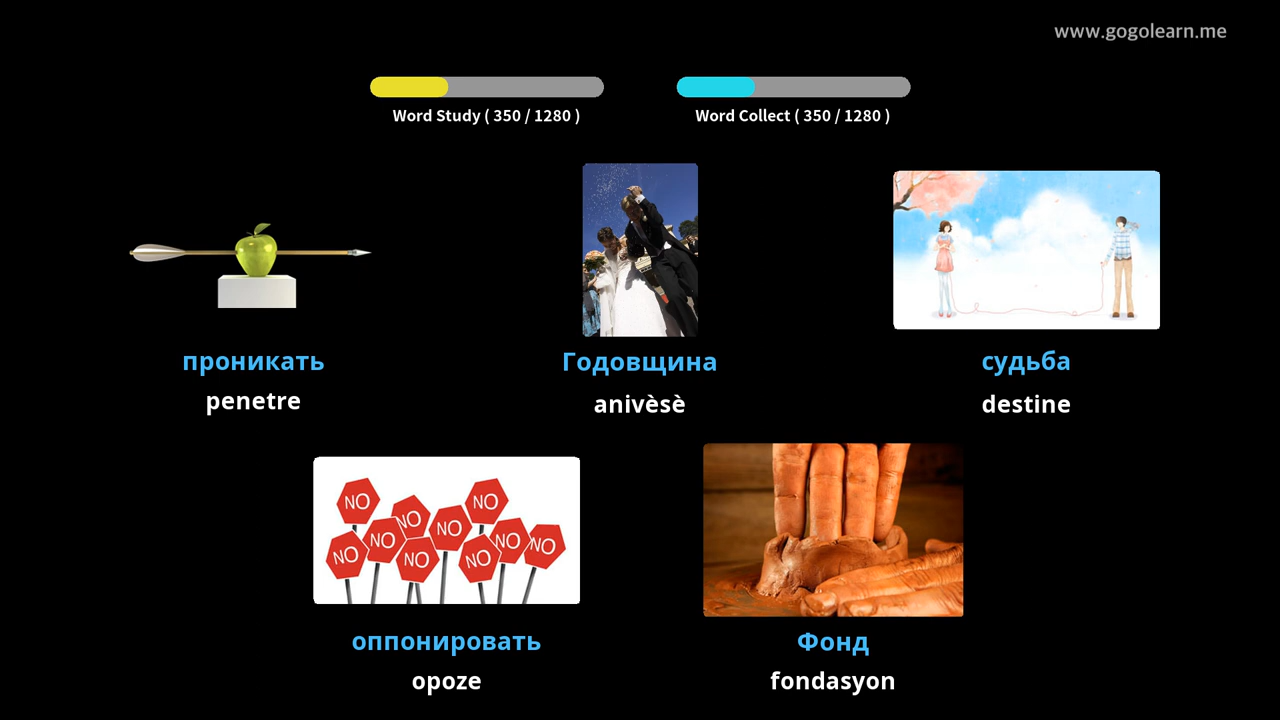 www.gogolearn.me
Word Study ( 350 / 1280 )
Word Collect ( 350 / 1280 )
проникать
penetre
Годовщина
anivèsè
судьба
destine
NO
NO
NO
NO
NO
NO
NO
NO
NO
NO
оппонировать
opoze
Фонд
fondasyon